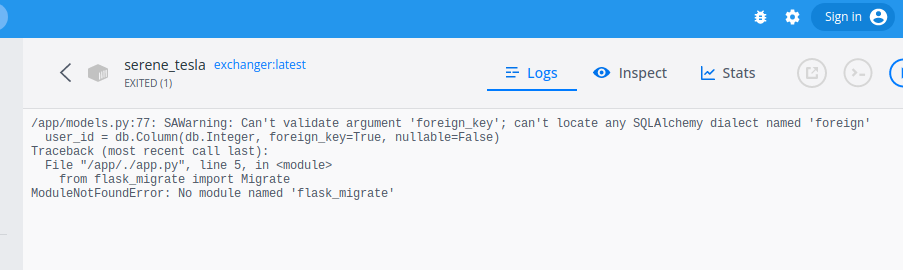 Sign in
serene_tesla exchanger:latest
EXITED (1)
Logs Inspect Stats
/app/models.py:77: SAWarning: Can't validate argument 'foreign_key'; can't locate any SQLAlchemy dialect named 'foreign'
  user_id = db.Column(db.Integer, foreign_key=True, nullable=False)
Traceback (most recent call last):
  File "/app/./app.py", line 5, in <module>
    from flask_migrate import Migrate
ModuleNotFoundError: No module named 'flask_migrate'